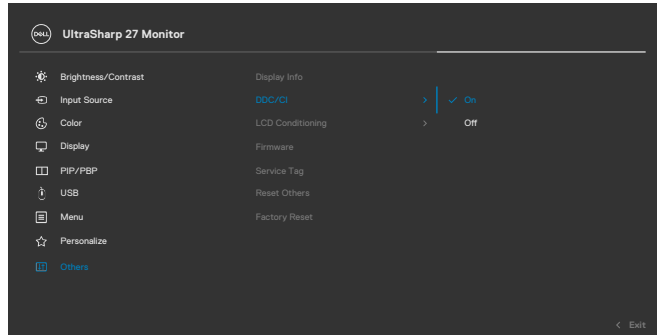 DELL UltraSharp 27 Monitor
Brightness/Contrast Display Info
Input Source DDC/CI > ✓ On
Color LCD Conditioning > Off
Display Firmware
PIP/PBP Service Tag
USB Reset Others
Menu Factory Reset
Personalize
Others
< Exit